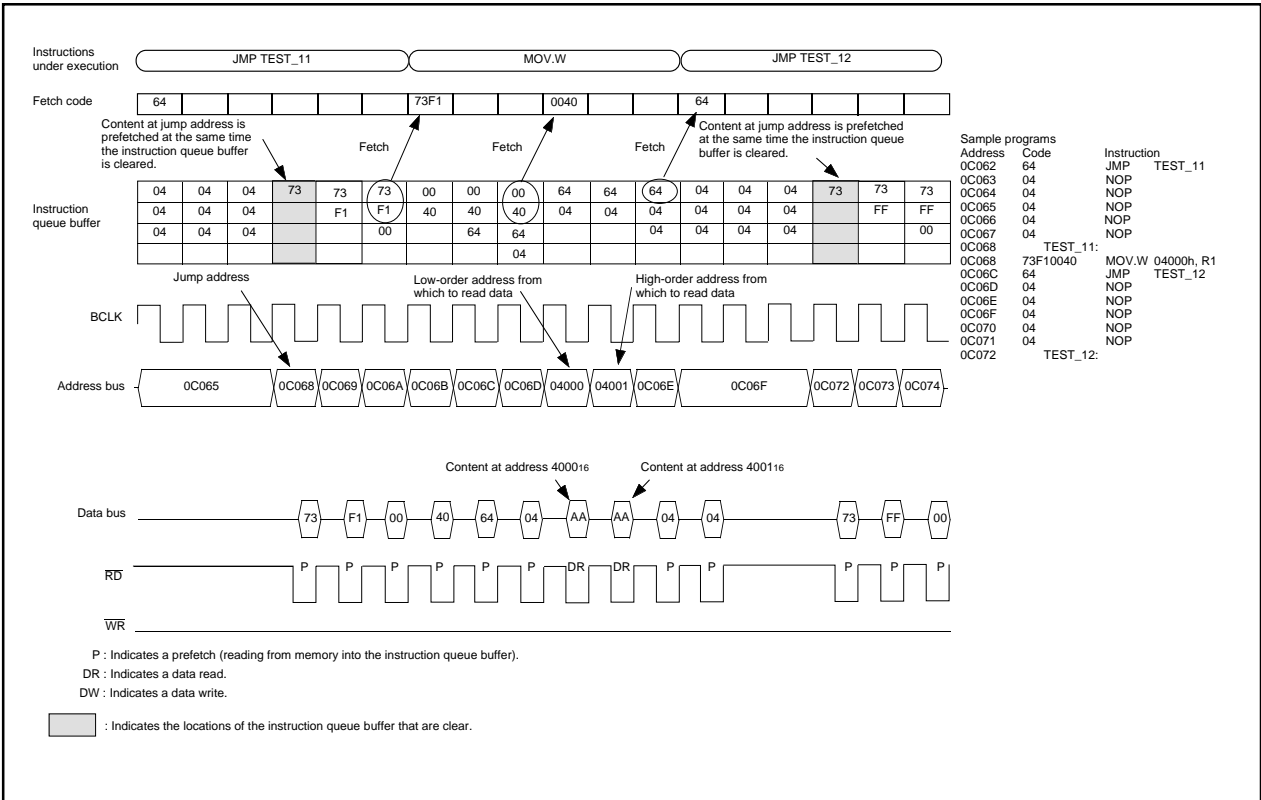 Instructions
under execution
JMP TEST_11
MOV.W
JMP TEST_12
Fetch code
64
73F1
0040
64
Content at jump address is
prefetched at the same time
the instruction queue buffer
is cleared.
Fetch
Fetch
Fetch
Content at jump address is prefetched
at the same time the instruction queue
buffer is cleared.
Instruction
queue buffer
04 04 04 73 73 73 00 00 00 64 64 64 04 04 04 73 73 73
04 04 04 F1 F1 40 40 40 04 04 04 04 04 04 FF FF
04 04 04 00 64 64 04 04 04 04 00
04
Jump address
Low-order address from
which to read data
High-order address from
which to read data
BCLK
Address bus
0C065 0C068 0C069 0C06A 0C06B 0C06C 0C06D 04000 04001 0C06E 0C06F 0C072 0C073 0C074
Content at address 400016
Content at address 400116
Data bus
73 F1 00 40 64 04 AA AA 04 04 73 FF 00
RD
P P P P P P DR DR P P P P P
WR
P : Indicates a prefetch (reading from memory into the instruction queue buffer).
DR : Indicates a data read.
DW : Indicates a data write.
: Indicates the locations of the instruction queue buffer that are clear.
Sample programs
Address Code Instruction
0C062 64 JMP TEST_11
0C063 04 NOP
0C064 04 NOP
0C065 04 NOP
0C066 04 NOP
0C067 04 NOP
0C068 TEST_11:
0C068 73F10040 MOV.W 04000h, R1
0C06C 64 JMP TEST_12
0C06D 04 NOP
0C06E 04 NOP
0C06F 04 NOP
0C070 04 NOP
0C071 04 NOP
0C072 TEST_12: